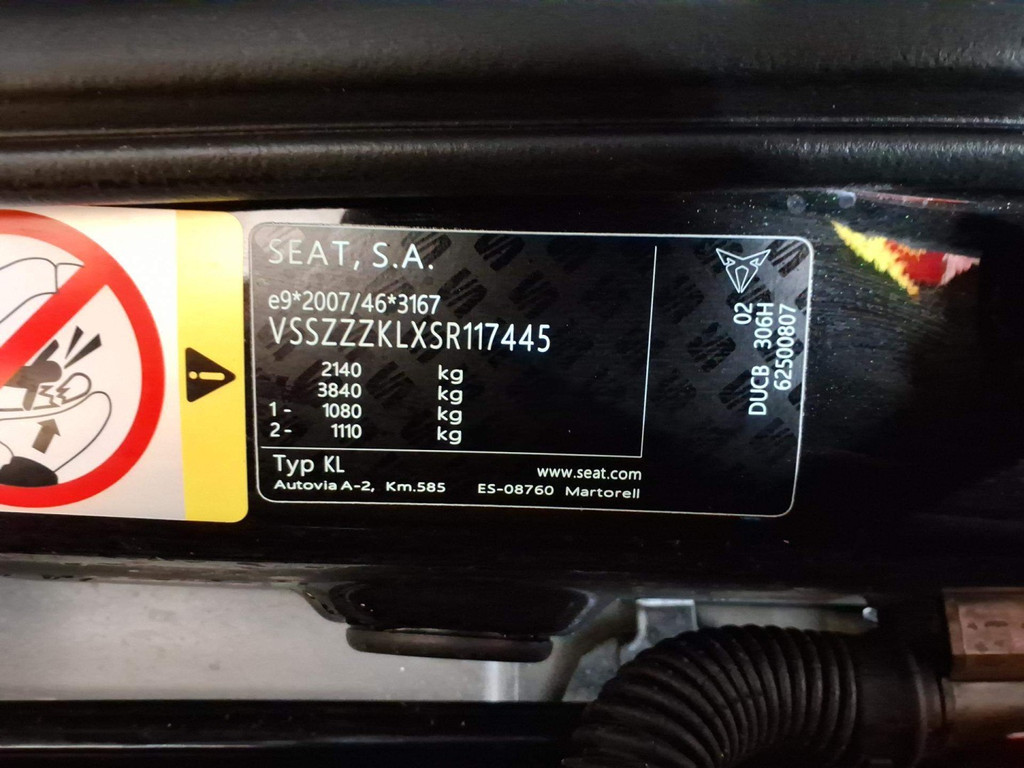 SEAT, S.A.
e9*2007/46*3167
VSSZZZKLXSR117445
2140 kg
3840 kg
1- 1080 kg
2- 1110 kg
Typ KL
www.seat.com
Autovia A-2, Km.585 ES-08760 Martorell
02
DUCB 306H
62500807